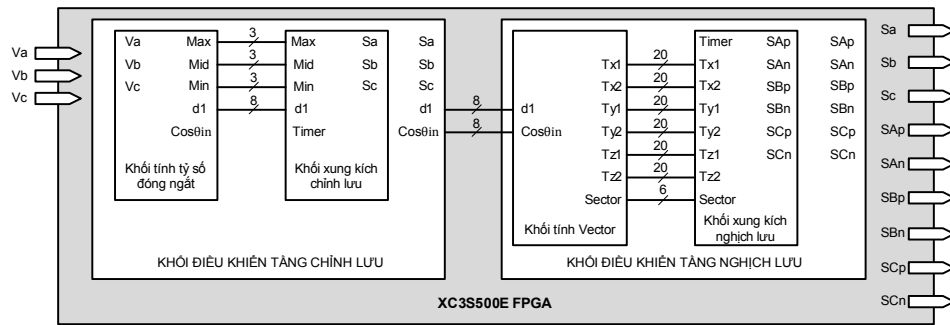 Va
Vb
Vc
Va
Vb
Vc
Max
Mid
Min
d1
Cosθin
Khối tính tỷ số
đóng ngắt
3
3
3
8
Max
Mid
Min
d1
Timer
Sa
Sb
Sc
Khối xung kích
chỉnh lưu
Sa
Sb
Sc
d1
Cosθin
KHỐI ĐIỀU KHIỂN TẦNG CHỈNH LƯU
8
8
d1
Cosθin
Tx1
Tx2
Ty1
Ty2
Tz1
Tz2
Sector
Khối tính Vector
20
20
20
20
20
20
6
Timer
Tx1
Tx2
Ty1
Ty2
Tz1
Tz2
Sector
SAp
SAn
SBp
SBn
SCp
SCn
Khối xung kích
nghịch lưu
SAp
SAn
SBp
SBn
SCp
SCn
KHỐI ĐIỀU KHIỂN TẦNG NGHỊCH LƯU
XC3S500E FPGA
Sa
Sb
Sc
SAp
SAn
SBp
SBn
SCp
SCn